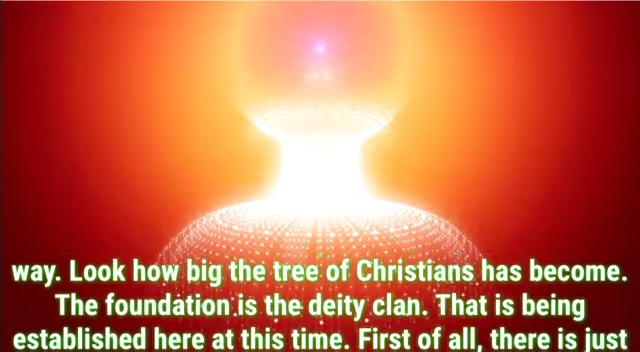 way. Look how big the tree of Christians has become.
The foundation is the deity clan. That is being
established here at this time. First of all, there is just